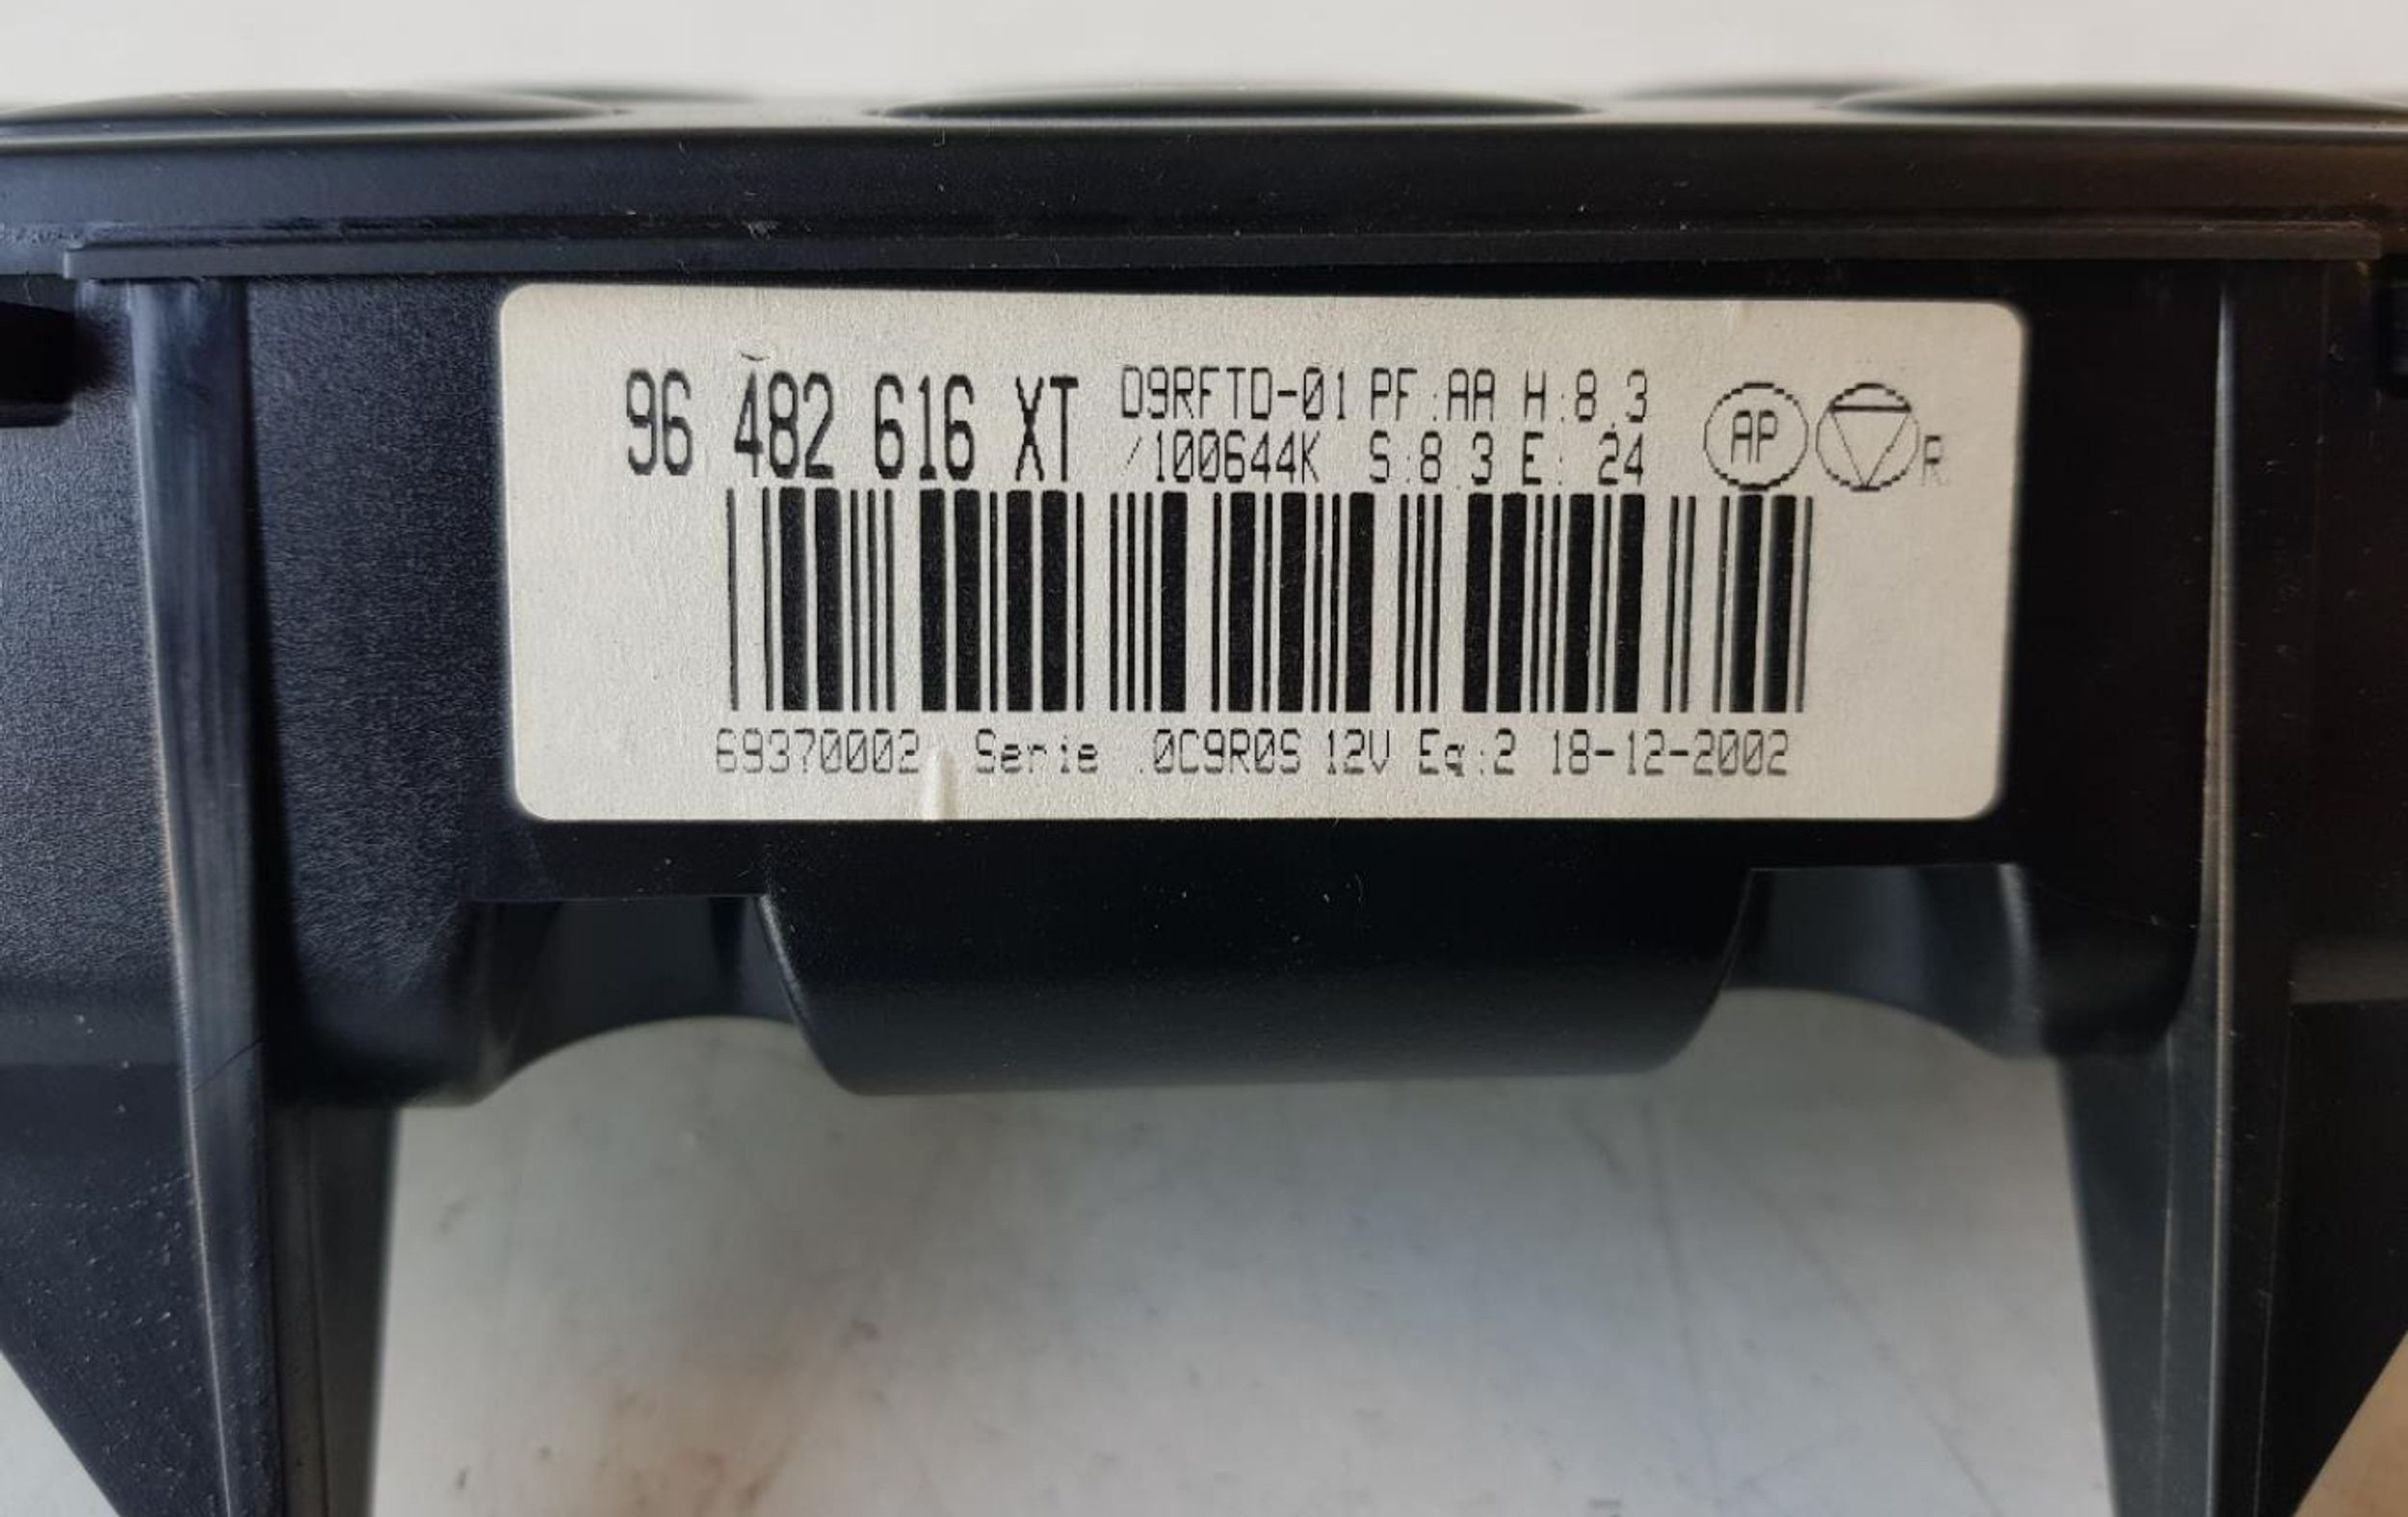 96 482 616 XT D9RFTD-01 PF:AA H:8.3
/100644K S:8.3 E: 24
AP
R.
69370002 Serie .0C9R0S 12V Eq:2 18-12-2002